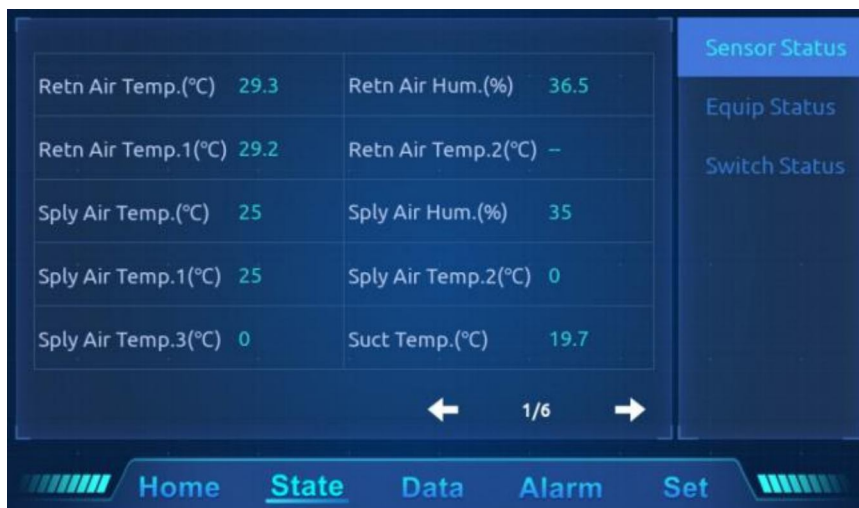 Sensor Status
Retn Air Temp.(℃) 29.3 Retn Air Hum.(%) 36.5
Equip Status
Retn Air Temp.1(℃) 29.2 Retn Air Temp.2(℃) --
Switch Status
Sply Air Temp.(℃) 25 Sply Air Hum.(%) 35
Sply Air Temp.1(℃) 25 Sply Air Temp.2(℃) 0
Sply Air Temp.3(℃) 0 Suct Temp.(℃) 19.7
1/6
Home State Data Alarm Set